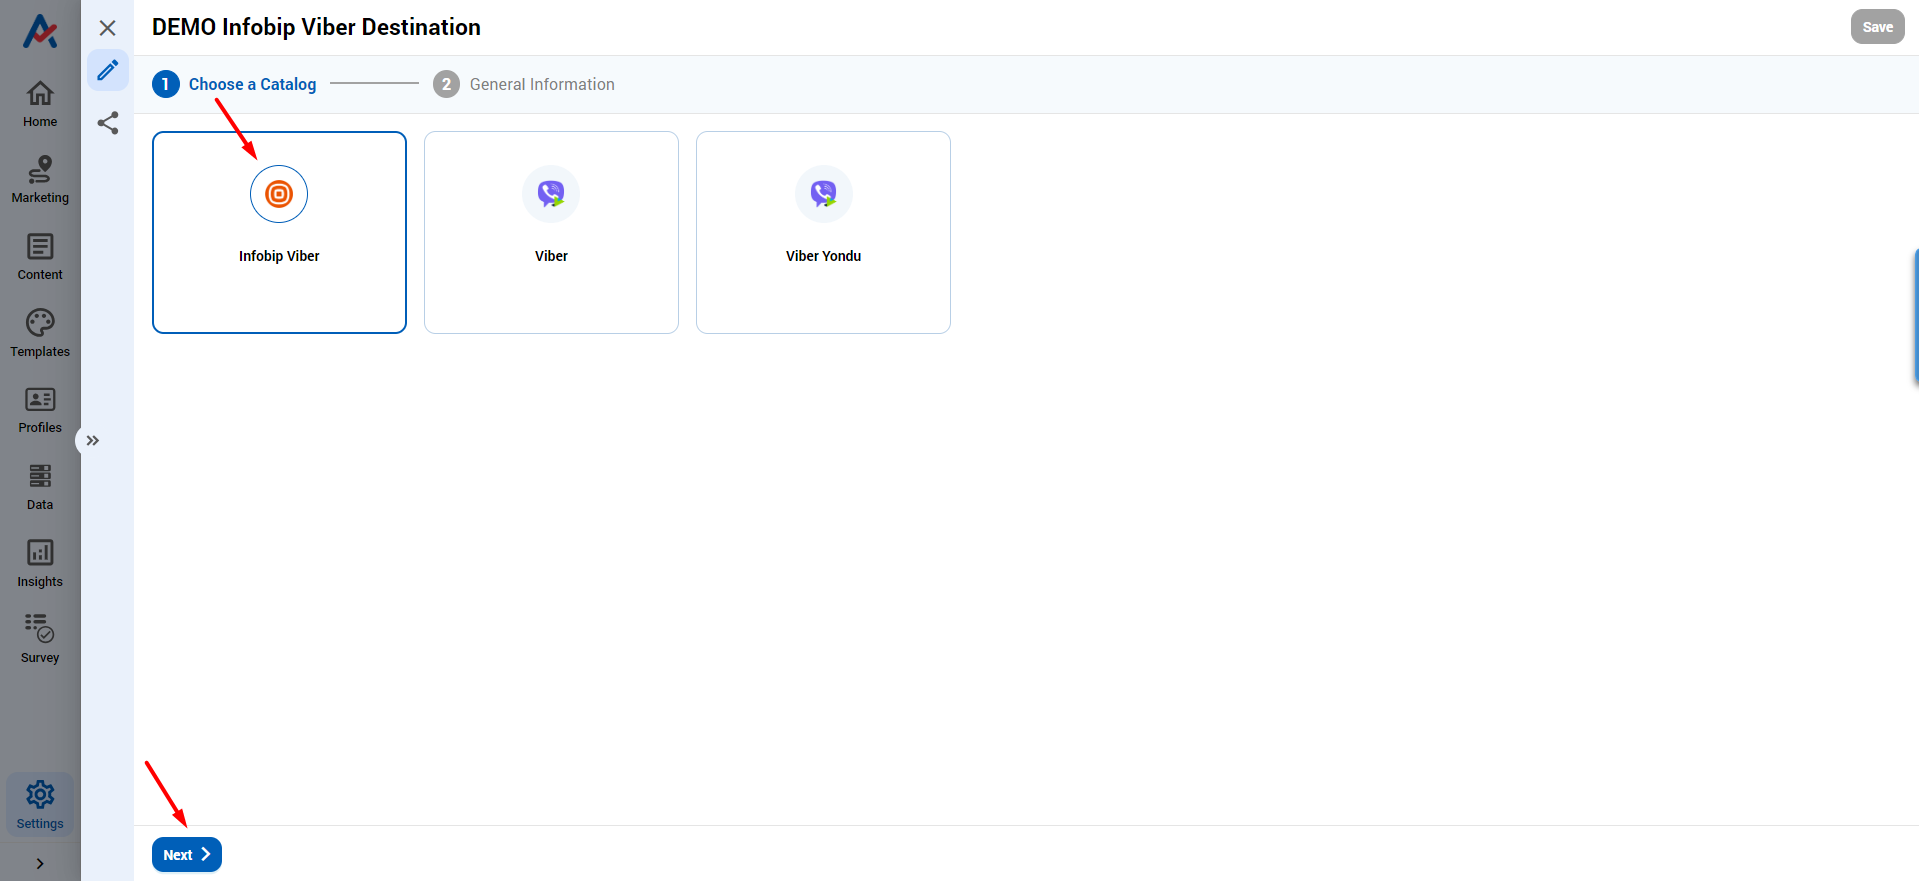 DEMO Infobip Viber Destination
Save
1 Choose a Catalog
2 General Information
Infobip Viber
Viber
Viber Yondu
Home
Marketing
Content
Templates
Profiles
Data
Insights
Survey
Settings
Next